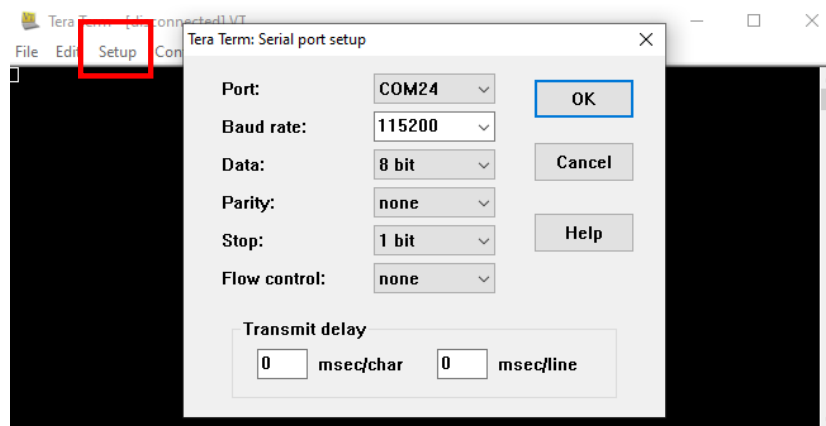 Tera Term - [disconnected] VT
File Edit Setup Con
Tera Term: Serial port setup
Port: COM24
OK
Baud rate: 115200
Data: 8 bit
Cancel
Parity: none
Stop: 1 bit
Help
Flow control: none
Transmit delay
0 msec/char 0 msec/line